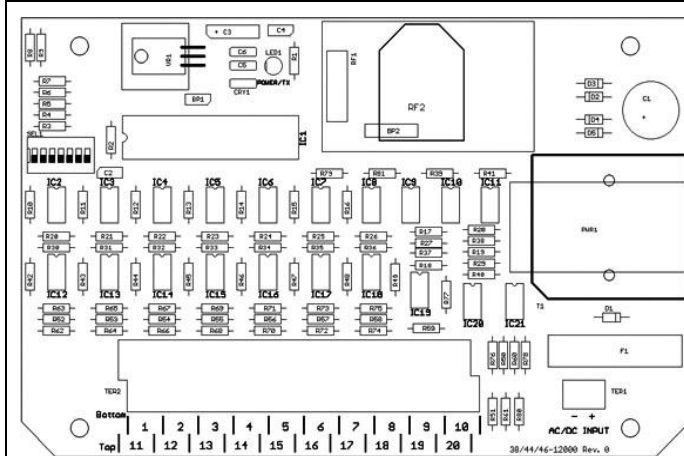 C3 C4
R8 R9 VR1 C6 LED1 R1 RF1
C5 POWER/TX
R7 CRY1 D3 C1
R6 BP1 RF2 D2
R5
R4 D4
R3 BP2 D5
SEL1 R2 IC1
C2 R79 R81 R39 R41
IC2 IC3 IC4 IC5 IC6 IC7 IC8 IC9 IC10 IC11
R10 R11 R12 R13 R14 R15 R16
R17 R28 PWR1
R20 R21 R22 R23 R24 R25 R26 R27 R38
R30 R31 R32 R33 R34 R35 R36 R37 R19
R18 R29
R42 R43 R44 R45 R46 R47 R48 R49 R40
IC12 IC13 IC14 IC15 IC16 IC17 IC18 IC19 R77
R63 R65 R67 R69 R71 R73 R75 T1
R52 R53 R54 R55 R56 R57 R58 IC20 IC21 D1
R62 R64 R66 R68 R70 R72 R74 R59
R76 R50 R60 R78 F1
TER2 TER1
R51 R61 R80
- +
Bottom 1 2 3 4 5 6 7 8 9 10 AC/DC INPUT
Top 11 12 13 14 15 16 17 18 19 20 38/44/46-12000 Rev. 0